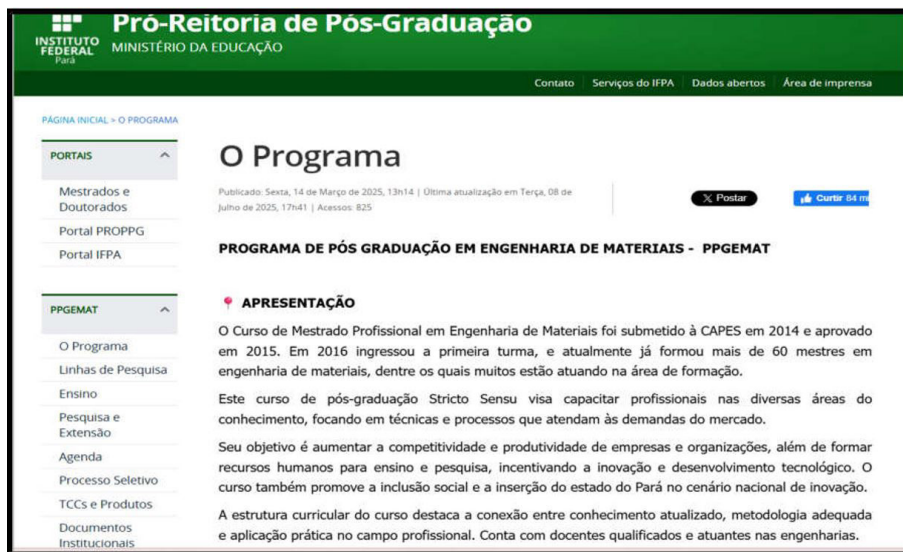 INSTITUTO
FEDERAL
Pará
Pró-Reitoria de Pós-Graduação
MINISTÉRIO DA EDUCAÇÃO
Contato
Serviços do IFPA
Dados abertos
Área de imprensa
PÁGINA INICIAL > O PROGRAMA
PORTAIS
Mestrados e
Doutorados
Portal PROPPG
Portal IFPA
PPGEMAT
O Programa
Linhas de Pesquisa
Ensino
Pesquisa e
Extensão
Agenda
Processo Seletivo
TCCs e Produtos
Documentos
Institucionais
O Programa
Publicado: Sexta, 14 de Março de 2025, 13h14 | Última atualização em Terça, 08 de
Julho de 2025, 17h41 | Acessos: 825
Postar
Curtir 84 m
PROGRAMA DE PÓS GRADUAÇÃO EM ENGENHARIA DE MATERIAIS - PPGEMAT
APRESENTAÇÃO
O Curso de Mestrado Profissional em Engenharia de Materiais foi submetido à CAPES em 2014 e aprovado
em 2015. Em 2016 ingressou a primeira turma, e atualmente já formou mais de 60 mestres em
engenharia de materiais, dentre os quais muitos estão atuando na área de formação.
Este curso de pós-graduação Stricto Sensu visa capacitar profissionais nas diversas áreas do
conhecimento, focando em técnicas e processos que atendam às demandas do mercado.
Seu objetivo é aumentar a competitividade e produtividade de empresas e organizações, além de formar
recursos humanos para ensino e pesquisa, incentivando a inovação e desenvolvimento tecnológico. O
curso também promove a inclusão social e a inserção do estado do Pará no cenário nacional de inovação.
A estrutura curricular do curso destaca a conexão entre conhecimento atualizado, metodologia adequada
e aplicação prática no campo profissional. Conta com docentes qualificados e atuantes nas engenharias.